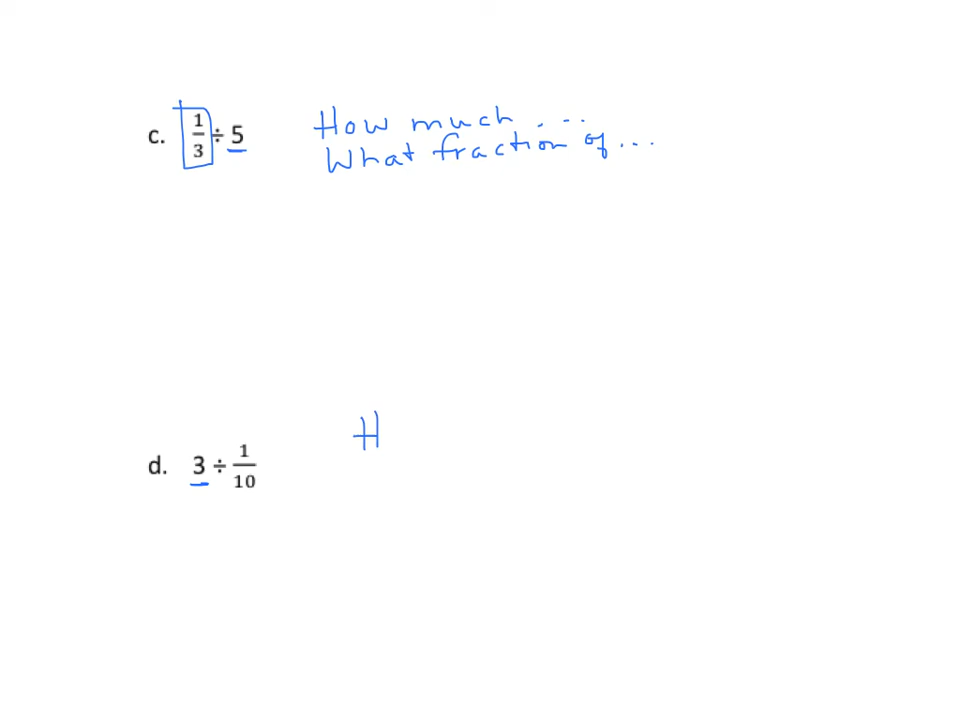 c. 1/3 ÷ 5 How much . ...
What fraction of ...
H
d. 3 ÷ 1/10